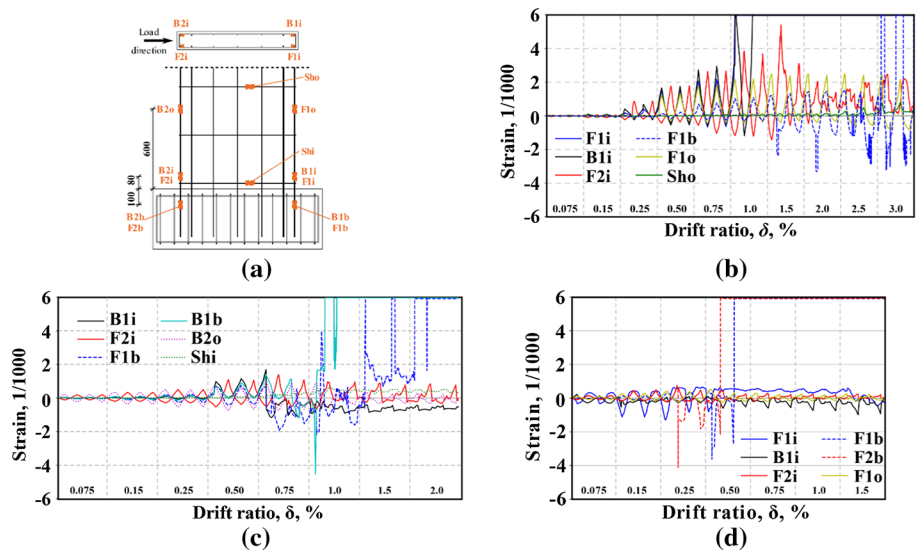 B2i B1i
Load
direction
F2i F1i
Sho
B2o F1o
600
Shi
B2i B1i
F2i F1i
80
100
B2b B1b
F2b F1b
(a)
Strain, 1/1000
6
4
2
0
-2
-4
-6
F1i F1b
B1i F1o
F2i Sho
0.075 0.15 0.25 0.50 0.75 1.0 1.5 2.0 2.5 3.0
Drift ratio, δ, %
(b)
Strain, 1/1000
6
4
2
0
-2
-4
-6
B1i B1b
F2i B2o
F1b Shi
0.075 0.15 0.25 0.50 0.75 1.0 1.5 2.0
Drift ratio, δ, %
(c)
Strain, 1/1000
6
4
2
0
-2
-4
-6
F1i F1b
B1i F2b
F2i F1o
0.075 0.15 0.25 0.50 0.75 1.0 1.5
Drift ratio, δ, %
(d)